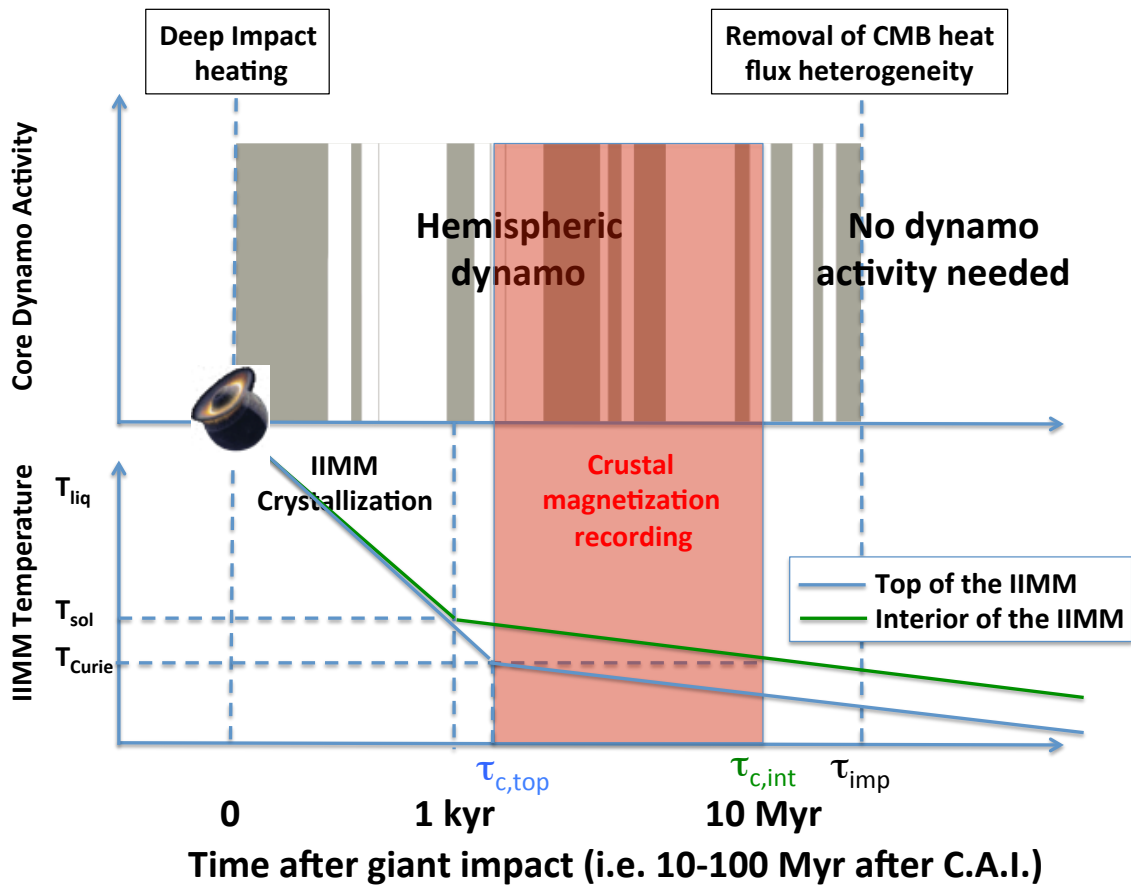 Deep Impact
heating
Removal of CMB heat
flux heterogeneity
Core Dynamo Activity
Hemispheric
dynamo
No dynamo
activity needed
IIMM Temperature
T_liq
T_sol
T_Curie
IIMM
Crystallization
Crustal
magnetization
recording
Top of the IIMM
Interior of the IIMM
τ_c,top
τ_c,int
τ_imp
0
1 kyr
10 Myr
Time after giant impact (i.e. 10-100 Myr after C.A.I.)